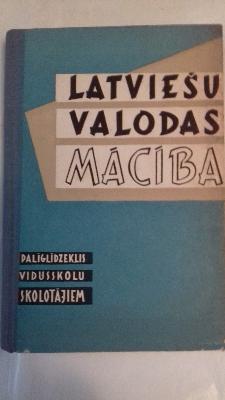 LATVIEŠU
VALODAS
MĀCĪBA
PALĪGLĪDZEKLIS
VIDUSSKOLU
SKOLOTĀJIEM